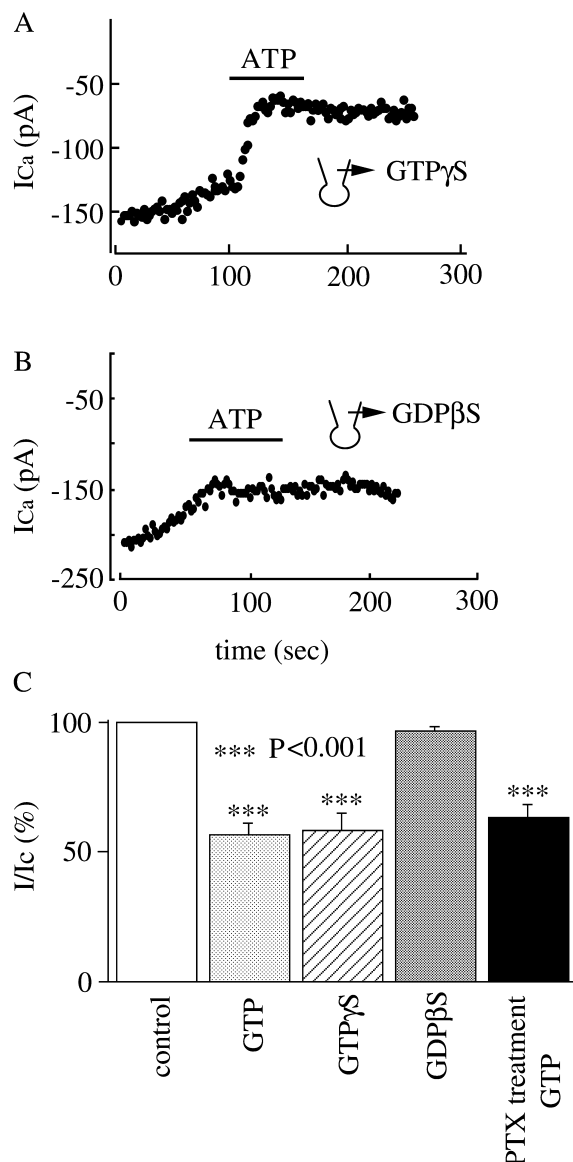 A
ATP
-50
-100
-150
ICa (pA)
GTPγS
0 100 200 300
B
ATP
-50
-150
-250
ICa (pA)
GDPβS
0 100 200 300
time (sec)
C
100
50
0
I/Ic (%)
*** P<0.001
***
***
***
control
GTP
GTPγS
GDPβS
PTX treatment
GTP